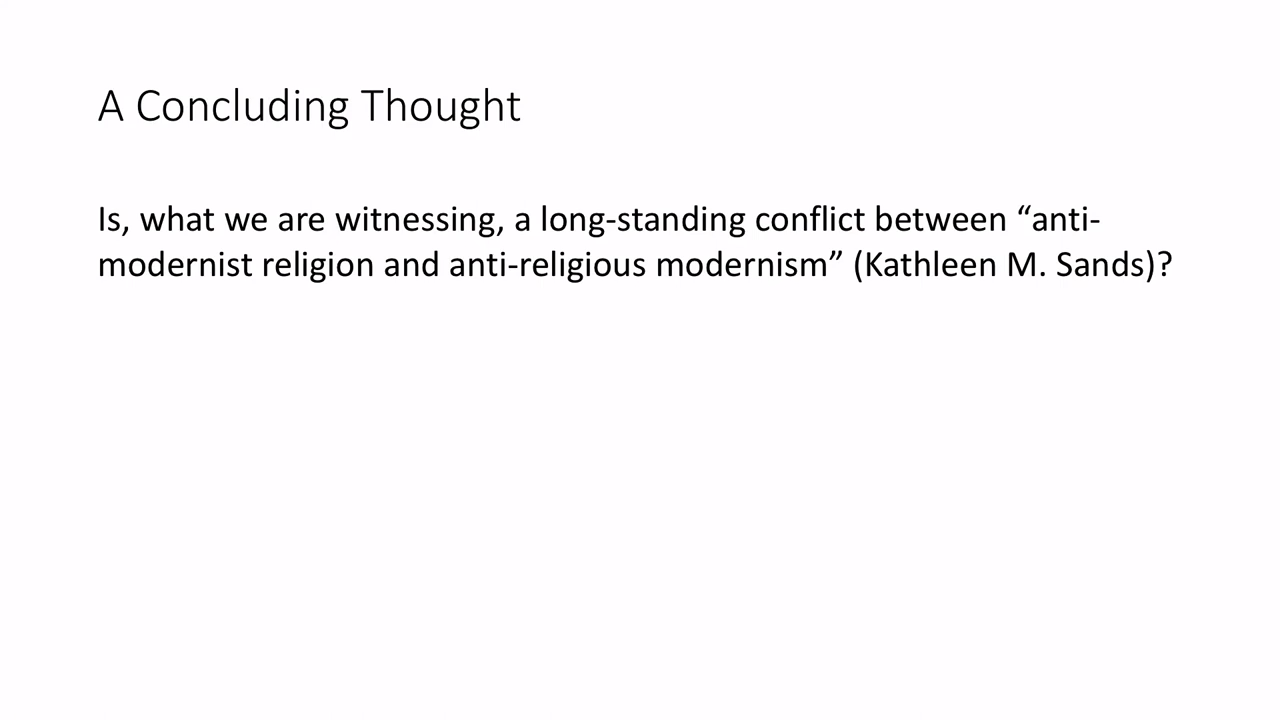 A Concluding Thought
Is, what we are witnessing, a long-standing conflict between “anti-
modernist religion and anti-religious modernism” (Kathleen M. Sands)?